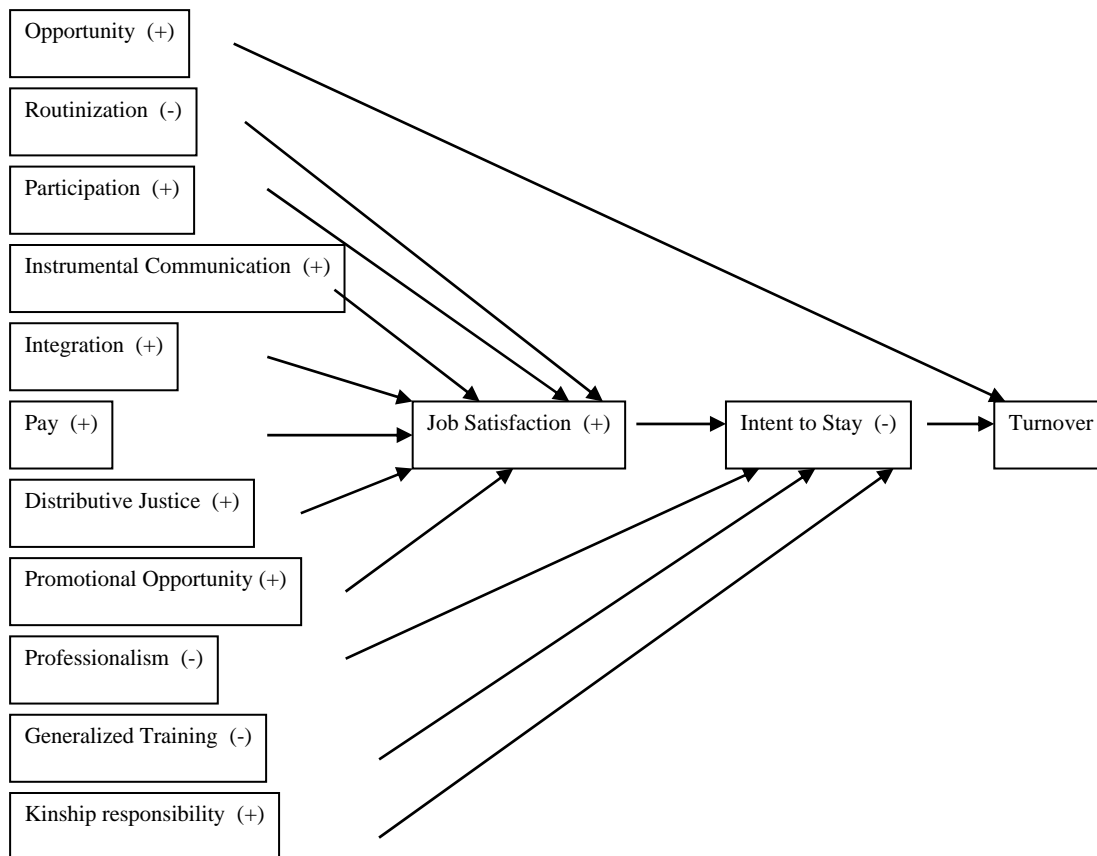 Opportunity (+)
Routinization (-)
Participation (+)
Instrumental Communication (+)
Integration (+)
Pay (+)
Job Satisfaction (+)
Intent to Stay (-)
Turnover
Distributive Justice (+)
Promotional Opportunity (+)
Professionalism (-)
Generalized Training (-)
Kinship responsibility (+)